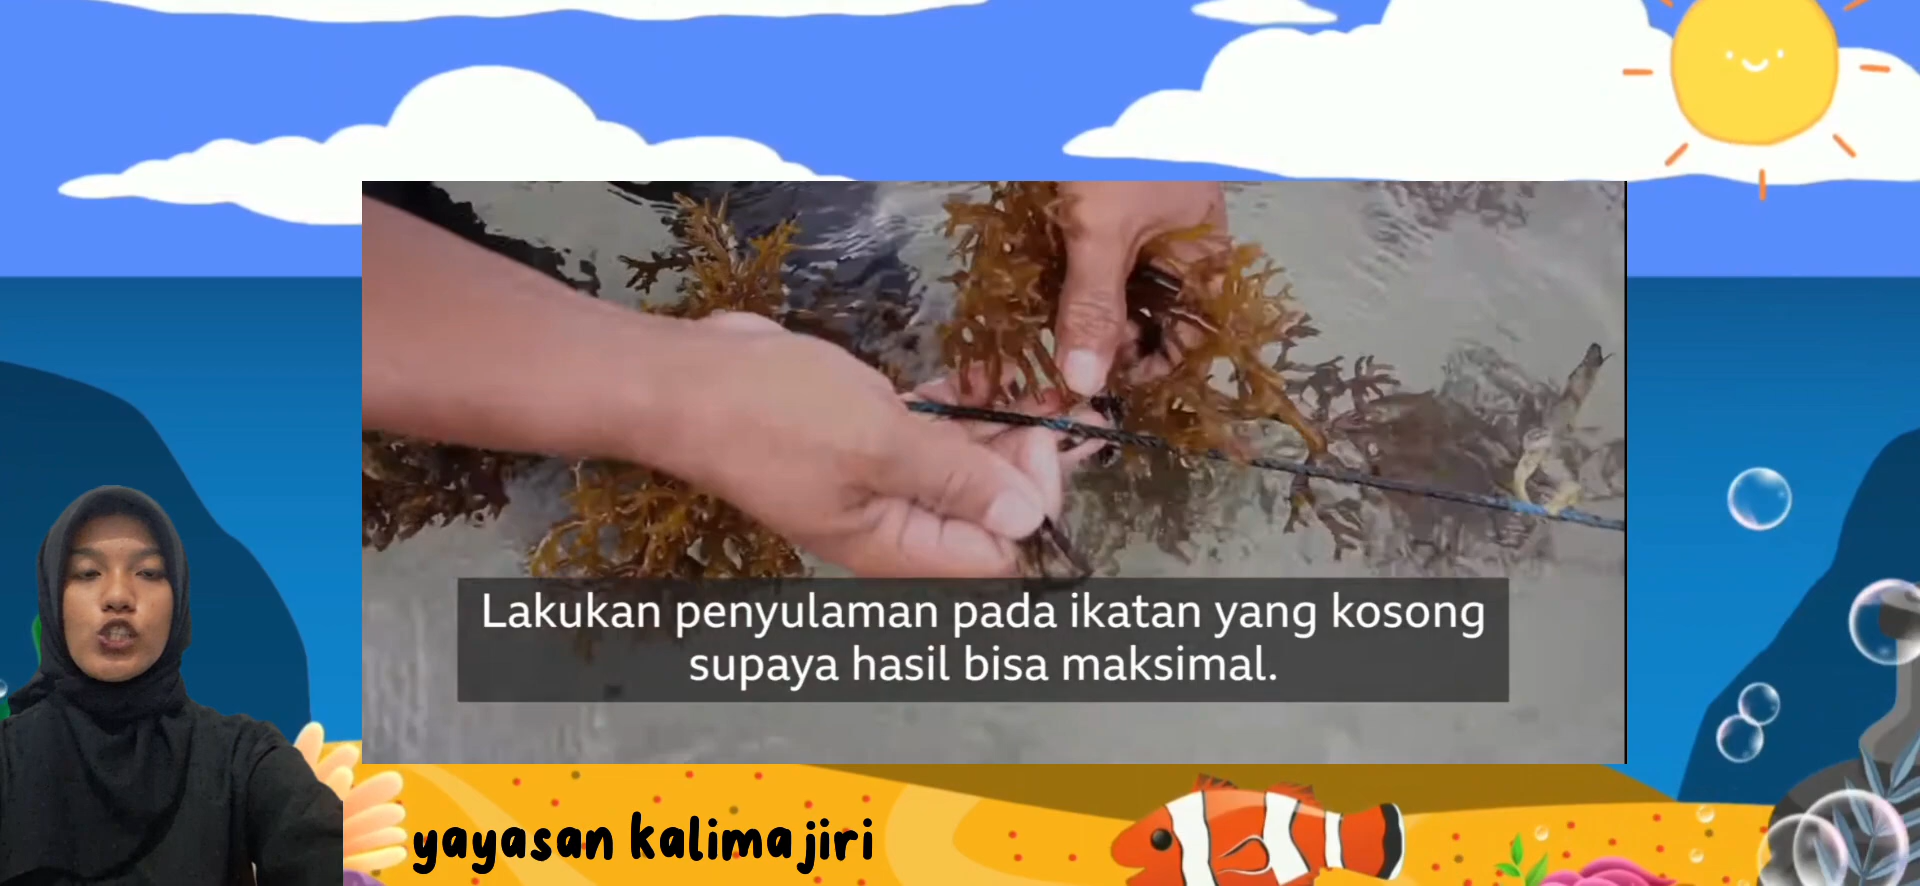 Lakukan penyulaman pada ikatan yang kosong
supaya hasil bisa maksimal.
yayasan kalimajiri